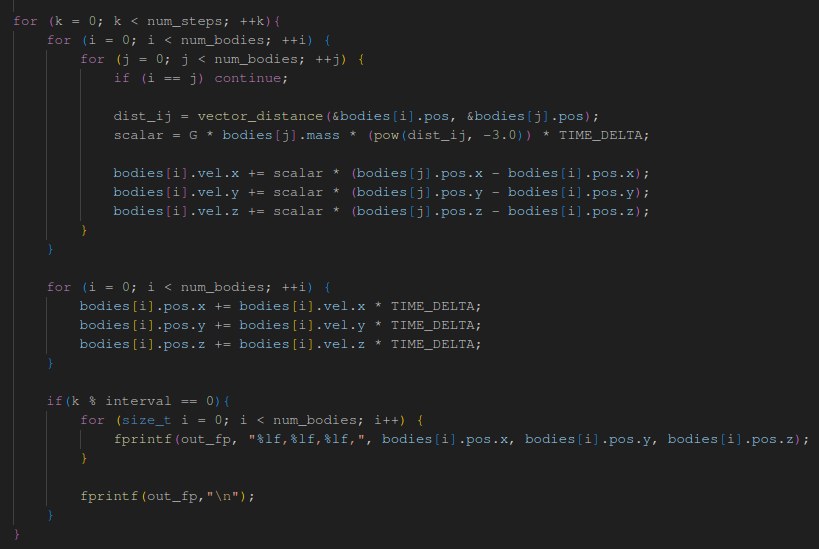 for (k = 0; k < num_steps; ++k){
    for (i = 0; i < num_bodies; ++i) {
        for (j = 0; j < num_bodies; ++j) {
            if (i == j) continue;

            dist_ij = vector_distance(&bodies[i].pos, &bodies[j].pos);
            scalar = G * bodies[j].mass * (pow(dist_ij, -3.0)) * TIME_DELTA;

            bodies[i].vel.x += scalar * (bodies[j].pos.x - bodies[i].pos.x);
            bodies[i].vel.y += scalar * (bodies[j].pos.y - bodies[i].pos.y);
            bodies[i].vel.z += scalar * (bodies[j].pos.z - bodies[i].pos.z);
        }
    }

    for (i = 0; i < num_bodies; ++i) {
        bodies[i].pos.x += bodies[i].vel.x * TIME_DELTA;
        bodies[i].pos.y += bodies[i].vel.y * TIME_DELTA;
        bodies[i].pos.z += bodies[i].vel.z * TIME_DELTA;
    }

    if(k % interval == 0){
        for (size_t i = 0; i < num_bodies; i++) {
            fprintf(out_fp, "%lf,%lf,%lf,", bodies[i].pos.x, bodies[i].pos.y, bodies[i].pos.z);
        }

        fprintf(out_fp,"\n");
    }
}